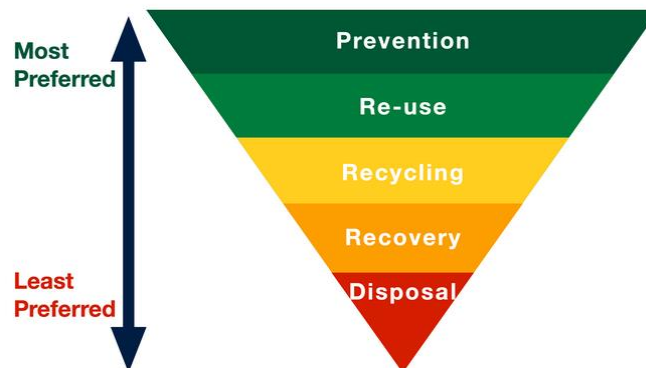 Most
Preferred
Prevention
Re-use
Recycling
Recovery
Disposal
Least
Preferred